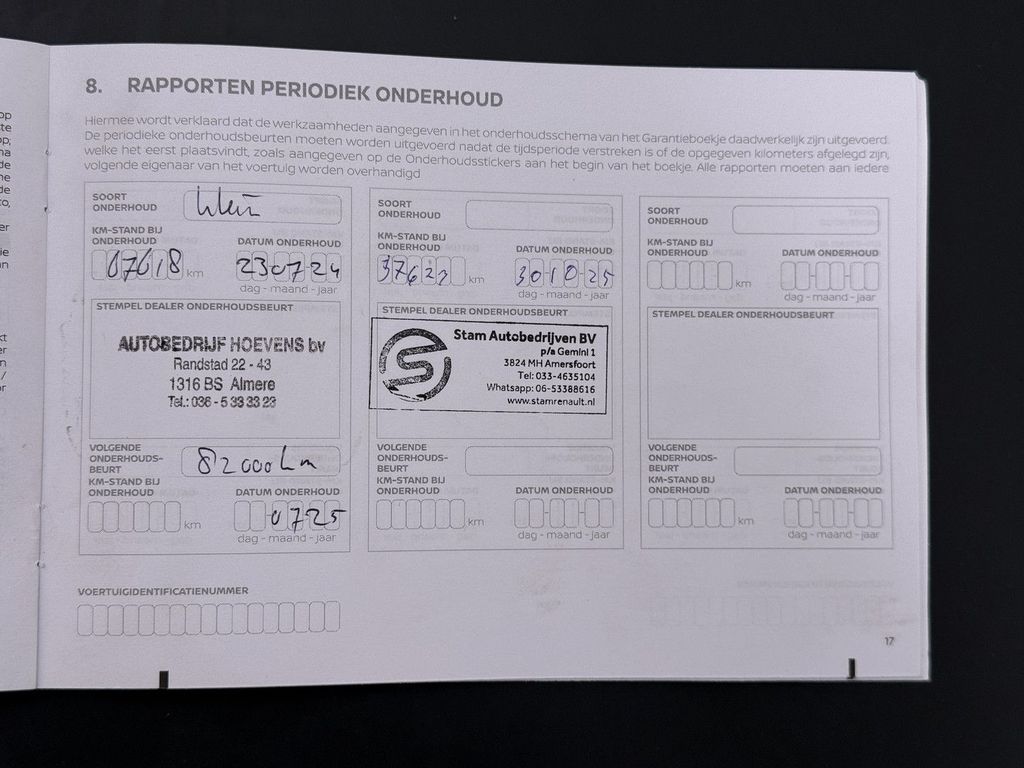 8. RAPPORTEN PERIODIEK ONDERHOUD
Hiermee wordt verklaard dat de werkzaamheden aangegeven in het onderhoudsschema van het Garantieboekje daadwerkelijk zijn uitgevoerd.
De periodieke onderhoudsbeurten moeten worden uitgevoerd nadat de tijdsperiode verstreken is of de opgegeven kilometers afgelegd zijn,
welke het eerst plaatsvindt, zoals aangegeven op de Onderhoudsstickers aan het begin van het boekje. Alle rapporten moeten aan iedere
volgende eigenaar van het voertuig worden overhandigd
SOORT
ONDERHOUD
KM-STAND BIJ
ONDERHOUD
DATUM ONDERHOUD
67618 km
230724
dag - maand - jaar
STEMPEL DEALER ONDERHOUDSBEURT
AUTOBEDRIJF HOEVENS bv
Randstad 22 - 43
1316 BS Almere
Tel.: 036 - 5 33 33 23
VOLGENDE
ONDERHOUDS-
BEURT
82000 km
KM-STAND BIJ
ONDERHOUD
DATUM ONDERHOUD
km
0725
dag - maand - jaar
SOORT
ONDERHOUD
KM-STAND BIJ
ONDERHOUD
DATUM ONDERHOUD
km
301025
dag - maand - jaar
STEMPEL DEALER ONDERHOUDSBEURT
Stam Autobedrijven BV
p/a Gemini 1
3824 MH Amersfoort
Tel: 033-4635104
Whatsapp: 06-53388616
www.stamrenault.nl
VOLGENDE
ONDERHOUDS-
BEURT
KM-STAND BIJ
ONDERHOUD
DATUM ONDERHOUD
km
dag - maand - jaar
SOORT
ONDERHOUD
KM-STAND BIJ
ONDERHOUD
DATUM ONDERHOUD
km
dag - maand - jaar
STEMPEL DEALER ONDERHOUDSBEURT
VOLGENDE
ONDERHOUDS-
BEURT
KM-STAND BIJ
ONDERHOUD
DATUM ONDERHOUD
km
dag - maand - jaar
VOERTUIGIDENTIFICATIENUMMER
17